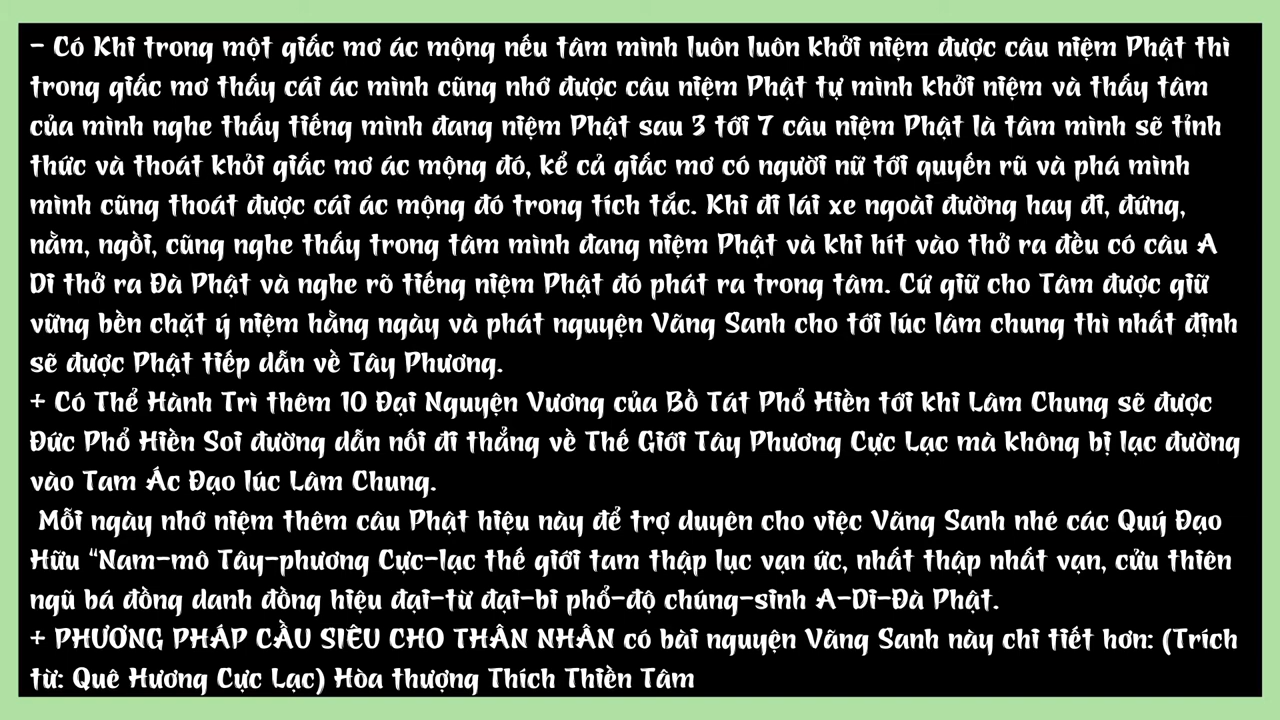 - Có Khi trong một giấc mơ ác mộng nếu tâm mình luôn luôn khởi niệm được câu niệm Phật thì
trong giấc mơ thấy cái ác mình cũng nhớ được câu niệm Phật tự mình khởi niệm và thấy tâm
của mình nghe thấy tiếng mình đang niệm Phật sau 3 tới 7 câu niệm Phật là tâm mình sẽ tỉnh
thức và thoát khỏi giấc mơ ác mộng đó, kể cả giấc mơ có người nữ tới quyến rũ và phá mình
mình cũng thoát được cái ác mộng đó trong tích tắc. Khi đi lái xe ngoài đường hay đi, đứng,
nằm, ngồi, cũng nghe thấy trong tâm mình đang niệm Phật và khi hít vào thở ra đều có câu A
Di thở ra Đà Phật và nghe rõ tiếng niệm Phật đó phát ra trong tâm. Cứ giữ cho Tâm được giữ
vững bền chặt ý niệm hằng ngày và phát nguyện Vãng Sanh cho tới lúc lâm chung thì nhất định
sẽ được Phật tiếp dẫn về Tây Phương.
+ Có Thể Hành Trì thêm 10 Đại Nguyện Vương của Bồ Tát Phổ Hiền tới khi Lâm Chung sẽ được
Đức Phổ Hiền Soi đường dẫn nối đi thẳng về Thế Giới Tây Phương Cực Lạc mà không bị lạc đường
vào Tam Ác Đạo lúc Lâm Chung.
Mỗi ngày nhớ niệm thêm câu Phật hiệu này để trợ duyên cho việc Vãng Sanh nhé các Quý Đạo
Hữu “Nam-mô Tây-phương Cực-lạc thế giới tam thập lục vạn ức, nhất thập nhất vạn, cửu thiên
ngũ bá đồng danh đồng hiệu đại-từ đại-bi phổ-độ chúng-sinh A-Di-Đà Phật.
+ PHƯƠNG PHÁP CẦU SIÊU CHO THÂN NHÂN có bài nguyện Vãng Sanh này chi tiết hơn: (Trích
từ: Quê Hương Cực Lạc) Hòa thượng Thích Thiền Tâm